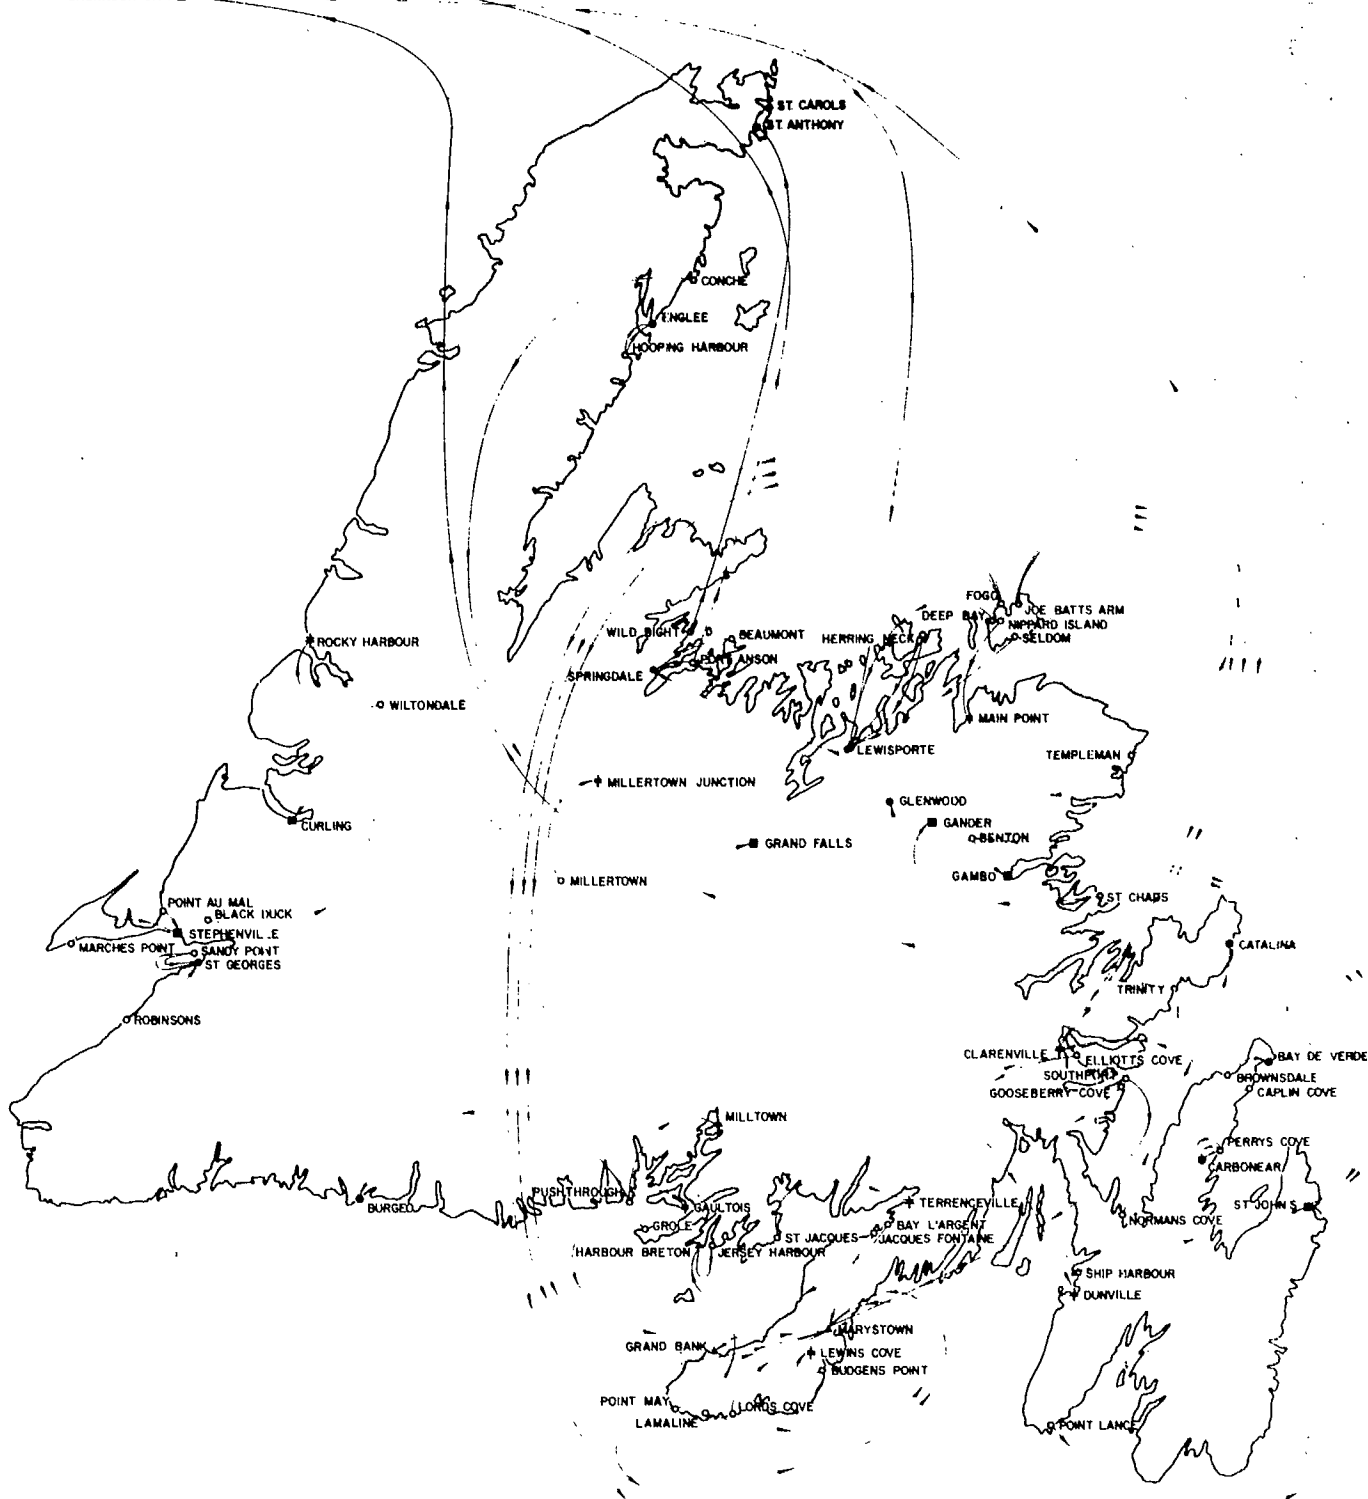 ST. CAROLS
ST. ANTHONY
CONCHE
ENGLEE
HOOPING HARBOUR
FOGO
JOE BATTS ARM
DEEP BAY
NIPPARD ISLAND
SELDOM
WILD BIGHT
BEAUMONT
HERRING NECK
ROCKY HARBOUR
PORT ANSON
SPRINGDALE
WILTONDALE
MAIN POINT
LEWISPORTE
TEMPLEMAN
MILLERTOWN JUNCTION
GLENWOOD
CURLING
GANDER
BENTON
GRAND FALLS
GAMBO
MILLERTOWN
ST CHADS
POINT AU MAL
BLACK DUCK
STEPHENVILLE
MARCHES POINT
SANDY POINT
ST GEORGES
CATALINA
TRINITY
ROBINSONS
CLARENVILLE
ELLIOTTS COVE
BAY DE VERDE
SOUTHPORT
BROWNSDALE
GOOSEBERRY COVE
CAPLIN COVE
MILLTOWN
PERRYS COVE
CARBONEAR
PUSHTHROUGH
BURGEO
GAULTOIS
TERRENCEVILLE
ST JOHN'S
GROLE
BAY L'ARGENT
NORMANS COVE
ST JACQUES
JACQUES FONTAINE
HARBOUR BRETON
JERSEY HARBOUR
SHIP HARBOUR
DUNVILLE
MARYSTOWN
GRAND BANK
LEWINS COVE
BUDGENS POINT
POINT MAY
LORDS COVE
LAMALINE
POINT LANCE